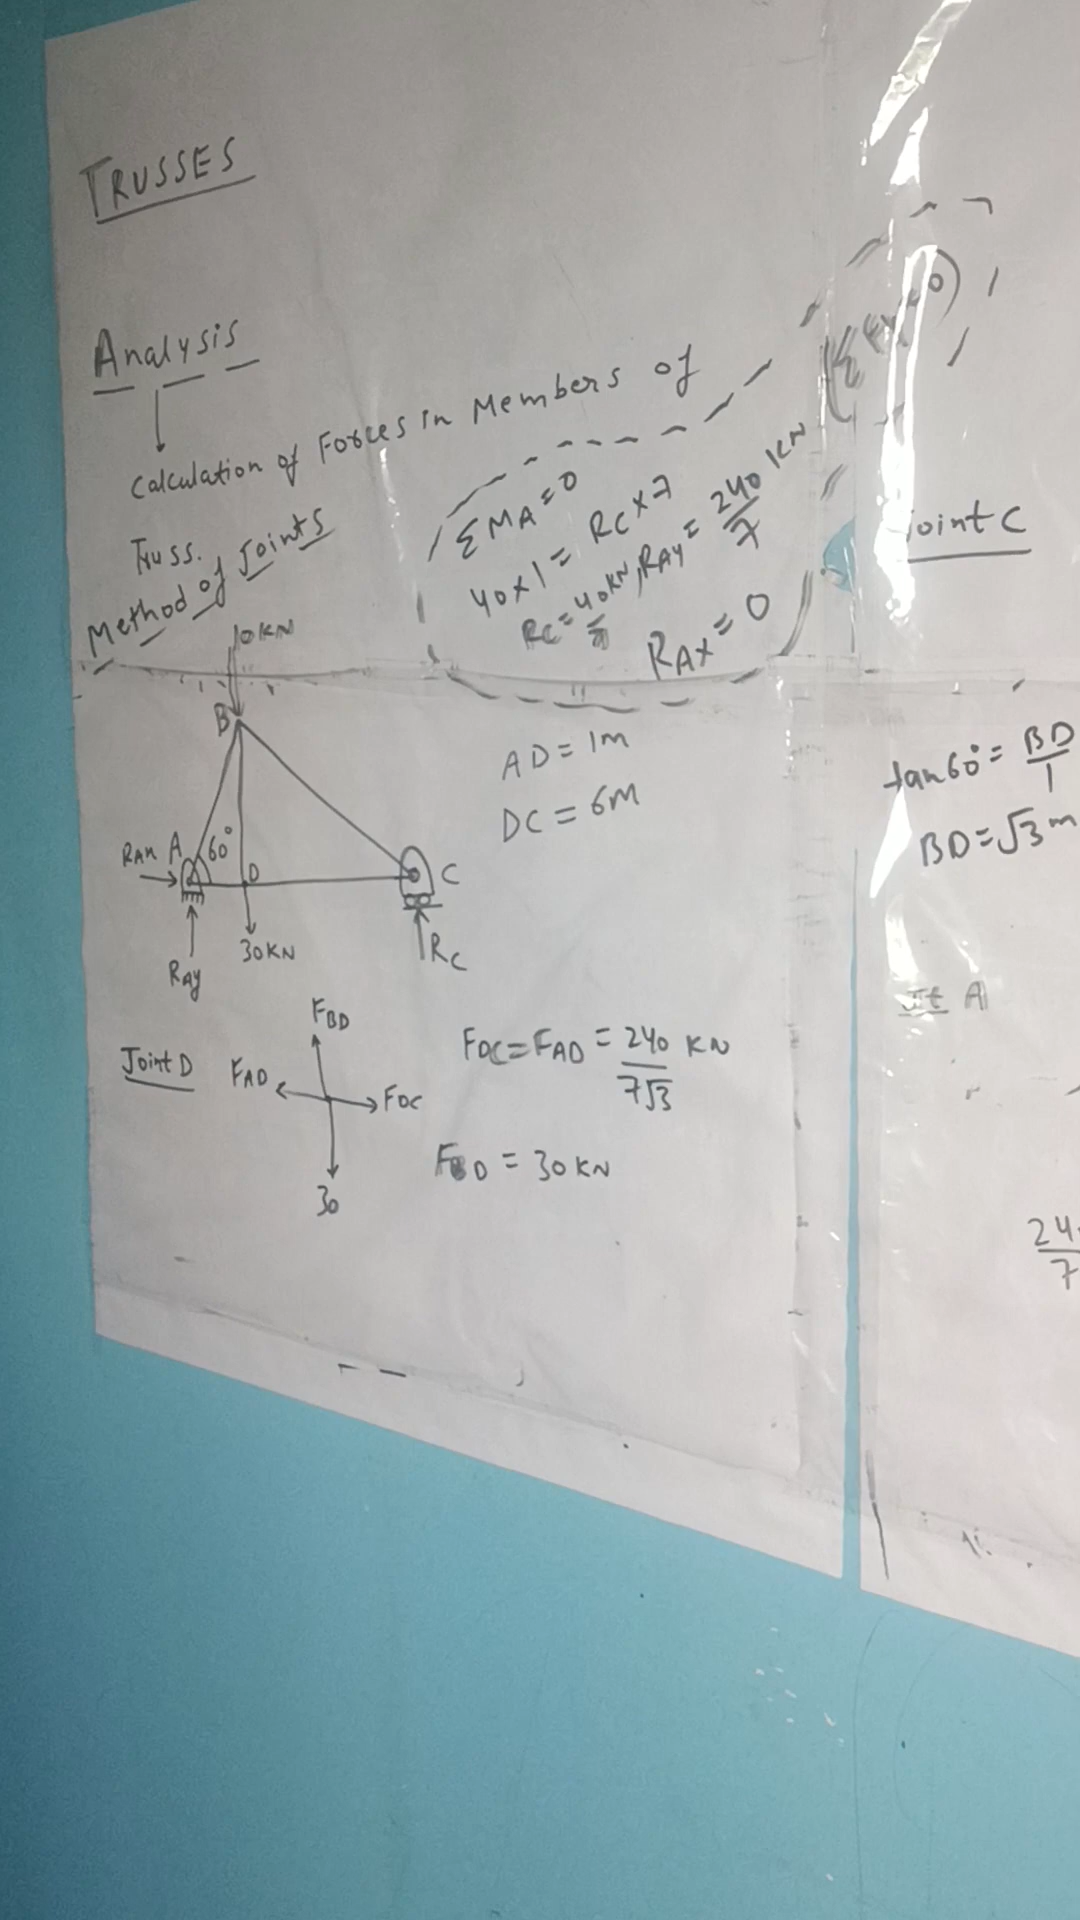 TRUSSES
Analysis
Calculation of Forces in Members of
Truss.
Method of Joints
ΣMA=0
40×1= RC×7
RC=40/7 KN, RAY= 240/7 KN
RAX=0
10KN
B
A
60°
D
C
RAX
RAY
30KN
RC
AD = 1m
DC = 6m
Joint D
FBD
FAD
FDC
30
FDC=FAD = 240/7√3 KN
FBD = 30KN
Joint C
tan60°= BD/1
BD=√3 m
Jt A